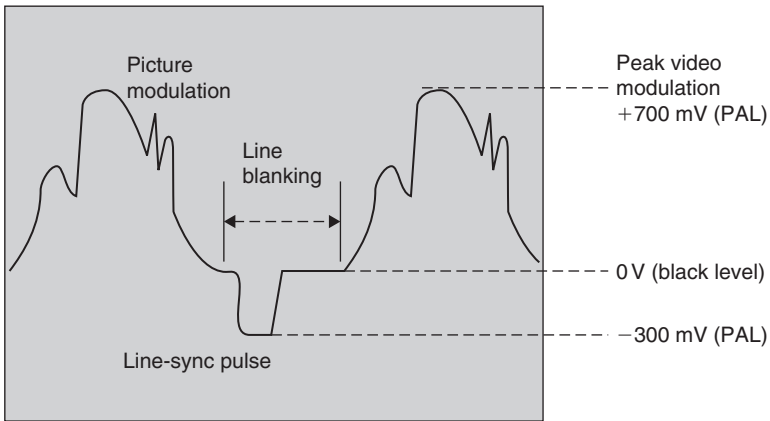 Picture
modulation
Peak video
modulation
+700 mV (PAL)
Line
blanking
0 V (black level)
−300 mV (PAL)
Line-sync pulse